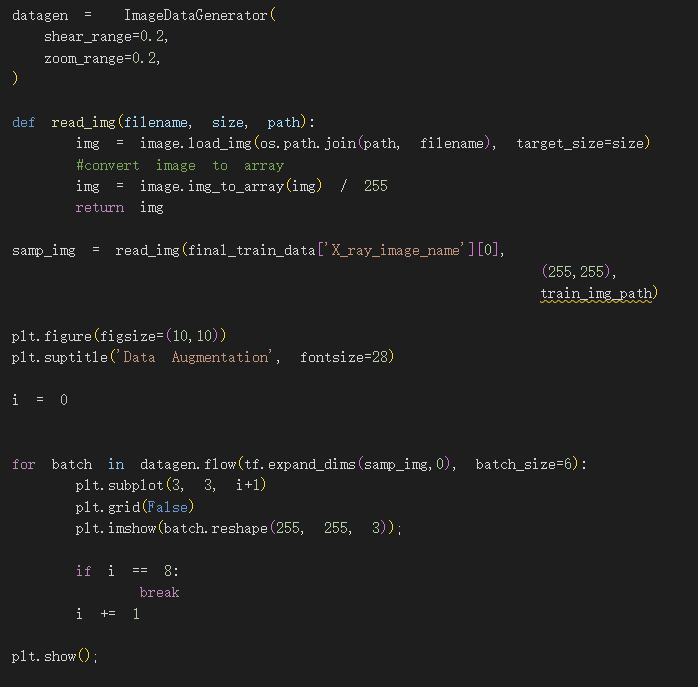 datagen = ImageDataGenerator(
shear_range=0.2,
zoom_range=0.2,
)
def read_img(filename, size, path):
img = image.load_img(os.path.join(path, filename), target_size=size)
#convert image to array
img = image.img_to_array(img) / 255
return img
samp_img = read_img(final_train_data['X_ray_image_name'][0],
(255,255),
train_img_path)
plt.figure(figsize=(10,10))
plt.suptitle('Data Augmentation', fontsize=28)
i = 0
for batch in datagen.flow(tf.expand_dims(samp_img,0), batch_size=6):
plt.subplot(3, 3, i+1)
plt.grid(False)
plt.imshow(batch.reshape(255, 255, 3));
if i == 8:
break
i += 1
plt.show();